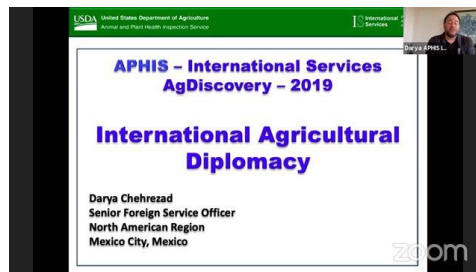 USDA United States Department of Agriculture
Animal and Plant Health Inspection Service
IS International
Services
Darya APHIS I...
APHIS – International Services
AgDiscovery – 2019
International Agricultural
Diplomacy
Darya Chehrezad
Senior Foreign Service Officer
North American Region
Mexico City, Mexico
zoom